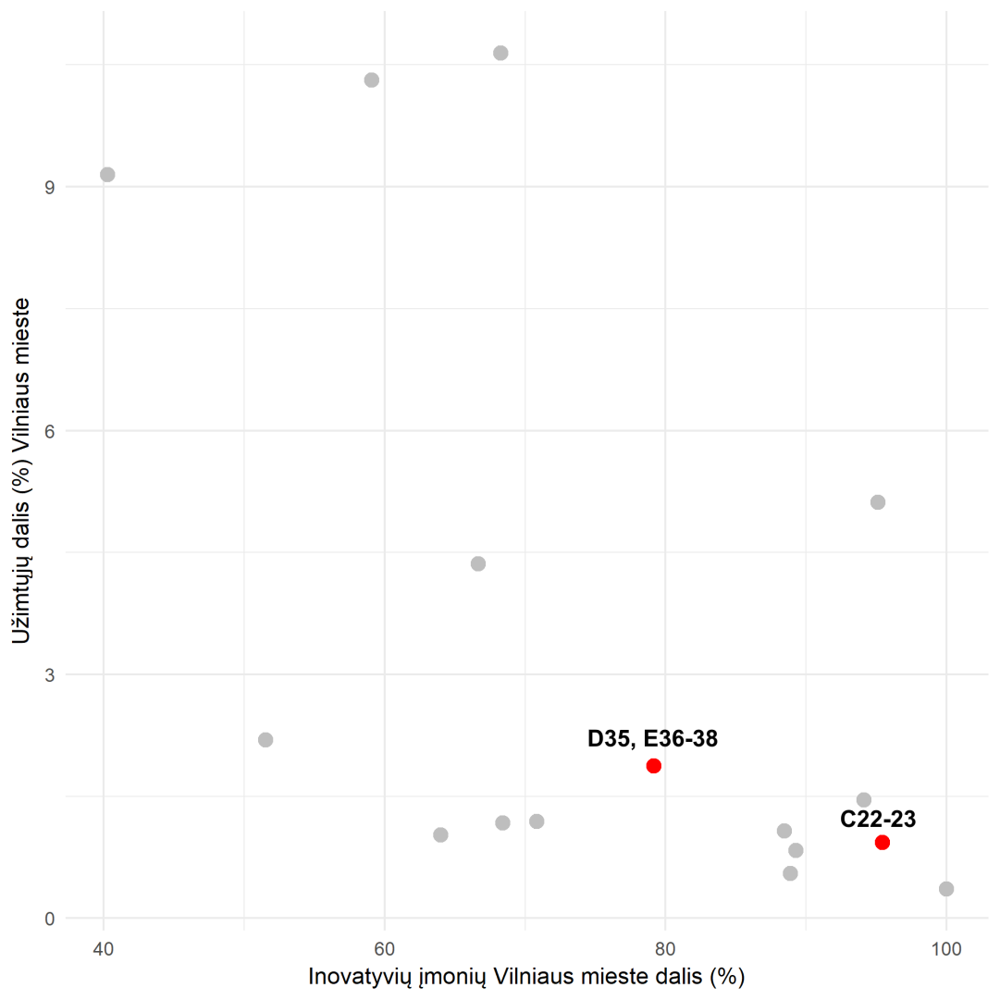 9
6
3
0
Užimtųjų dalis (%) Vilniaus mieste
D35, E36-38
C22-23
40
60
80
100
Inovatyvių įmonių Vilniaus mieste dalis (%)